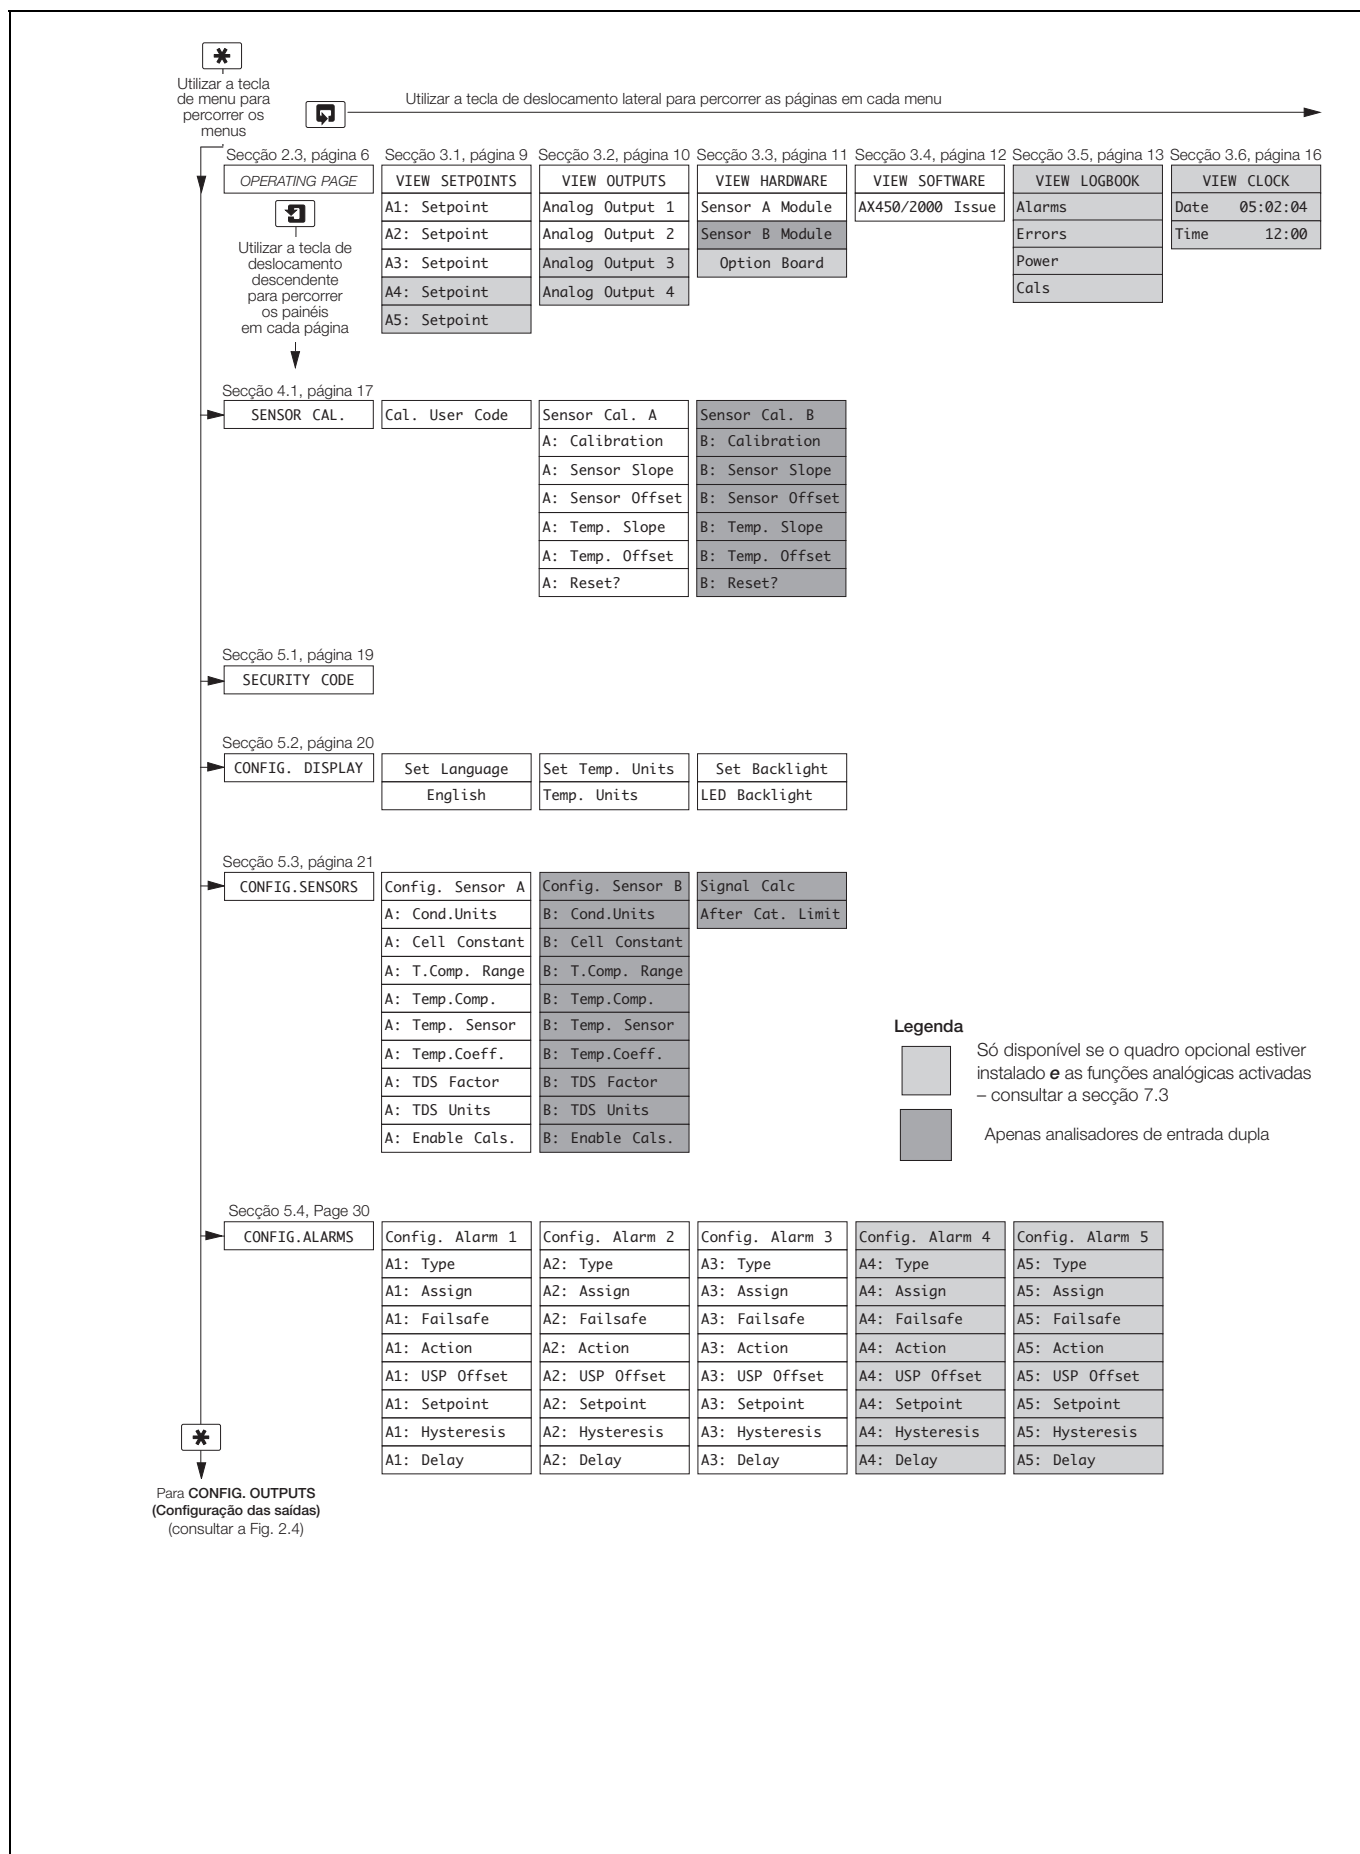 Utilizar a tecla
de menu para
percorrer os
menus
Utilizar a tecla de deslocamento lateral para percorrer as páginas em cada menu
Secção 2.3, página 6 Secção 3.1, página 9 Secção 3.2, página 10 Secção 3.3, página 11 Secção 3.4, página 12 Secção 3.5, página 13 Secção 3.6, página 16
OPERATING PAGE VIEW SETPOINTS VIEW OUTPUTS VIEW HARDWARE VIEW SOFTWARE VIEW LOGBOOK VIEW CLOCK
A1: Setpoint Analog Output 1 Sensor A Module AX450/2000 Issue Alarms Date 05:02:04
A2: Setpoint Analog Output 2 Sensor B Module Errors Time 12:00
A3: Setpoint Analog Output 3 Option Board Power
A4: Setpoint Analog Output 4 Cals
A5: Setpoint
Utilizar a tecla de
deslocamento
descendente
para percorrer
os painéis
em cada página
Secção 4.1, página 17
SENSOR CAL. Cal. User Code Sensor Cal. A Sensor Cal. B
A: Calibration B: Calibration
A: Sensor Slope B: Sensor Slope
A: Sensor Offset B: Sensor Offset
A: Temp. Slope B: Temp. Slope
A: Temp. Offset B: Temp. Offset
A: Reset? B: Reset?
Secção 5.1, página 19
SECURITY CODE
Secção 5.2, página 20
CONFIG. DISPLAY Set Language Set Temp. Units Set Backlight
English Temp. Units LED Backlight
Secção 5.3, página 21
CONFIG.SENSORS Config. Sensor A Config. Sensor B Signal Calc
A: Cond.Units B: Cond.Units After Cat. Limit
A: Cell Constant B: Cell Constant
A: T.Comp. Range B: T.Comp. Range
A: Temp.Comp. B: Temp.Comp.
A: Temp. Sensor B: Temp. Sensor
A: Temp.Coeff. B: Temp.Coeff.
A: TDS Factor B: TDS Factor
A: TDS Units B: TDS Units
A: Enable Cals. B: Enable Cals.
Legenda
Só disponível se o quadro opcional estiver
instalado e as funções analógicas activadas
– consultar a secção 7.3
Apenas analisadores de entrada dupla
Secção 5.4, Page 30
CONFIG.ALARMS Config. Alarm 1 Config. Alarm 2 Config. Alarm 3 Config. Alarm 4 Config. Alarm 5
A1: Type A2: Type A3: Type A4: Type A5: Type
A1: Assign A2: Assign A3: Assign A4: Assign A5: Assign
A1: Failsafe A2: Failsafe A3: Failsafe A4: Failsafe A5: Failsafe
A1: Action A2: Action A3: Action A4: Action A5: Action
A1: USP Offset A2: USP Offset A3: USP Offset A4: USP Offset A5: USP Offset
A1: Setpoint A2: Setpoint A3: Setpoint A4: Setpoint A5: Setpoint
A1: Hysteresis A2: Hysteresis A3: Hysteresis A4: Hysteresis A5: Hysteresis
A1: Delay A2: Delay A3: Delay A4: Delay A5: Delay
Para CONFIG. OUTPUTS
(Configuração das saídas)
(consultar a Fig. 2.4)